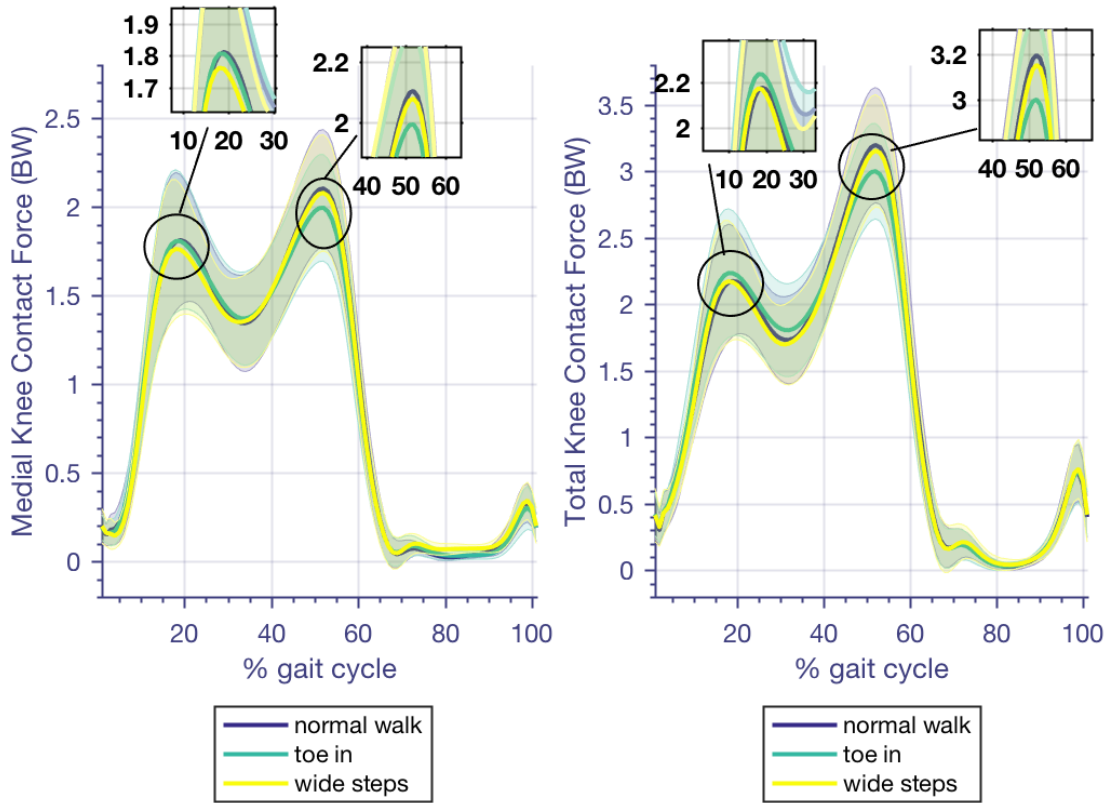 1.9
1.8
1.7
10 20 30
2.2
2
40 50 60
Medial Knee Contact Force (BW)
2.5
2
1.5
1
0.5
0
20 40 60 80 100
% gait cycle
normal walk
toe in
wide steps
2.2
2
10 20 30
3.2
3
40 50 60
Total Knee Contact Force (BW)
3.5
3
2.5
2
1.5
1
0.5
0
20 40 60 80 100
% gait cycle
normal walk
toe in
wide steps